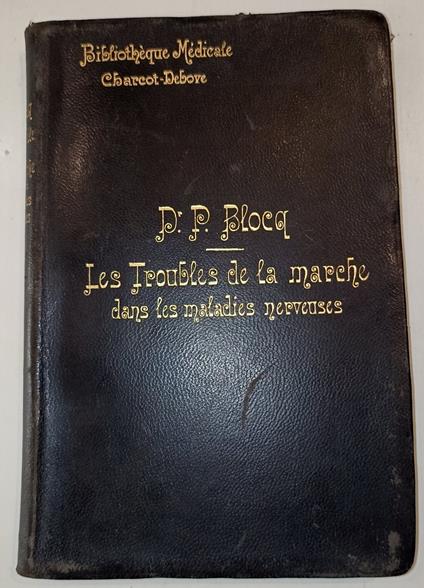 Bibliothèque Médicale
Charcot-Debove
Dr. P. Blocq
Les Troubles de la marche
dans les maladies nerveuses